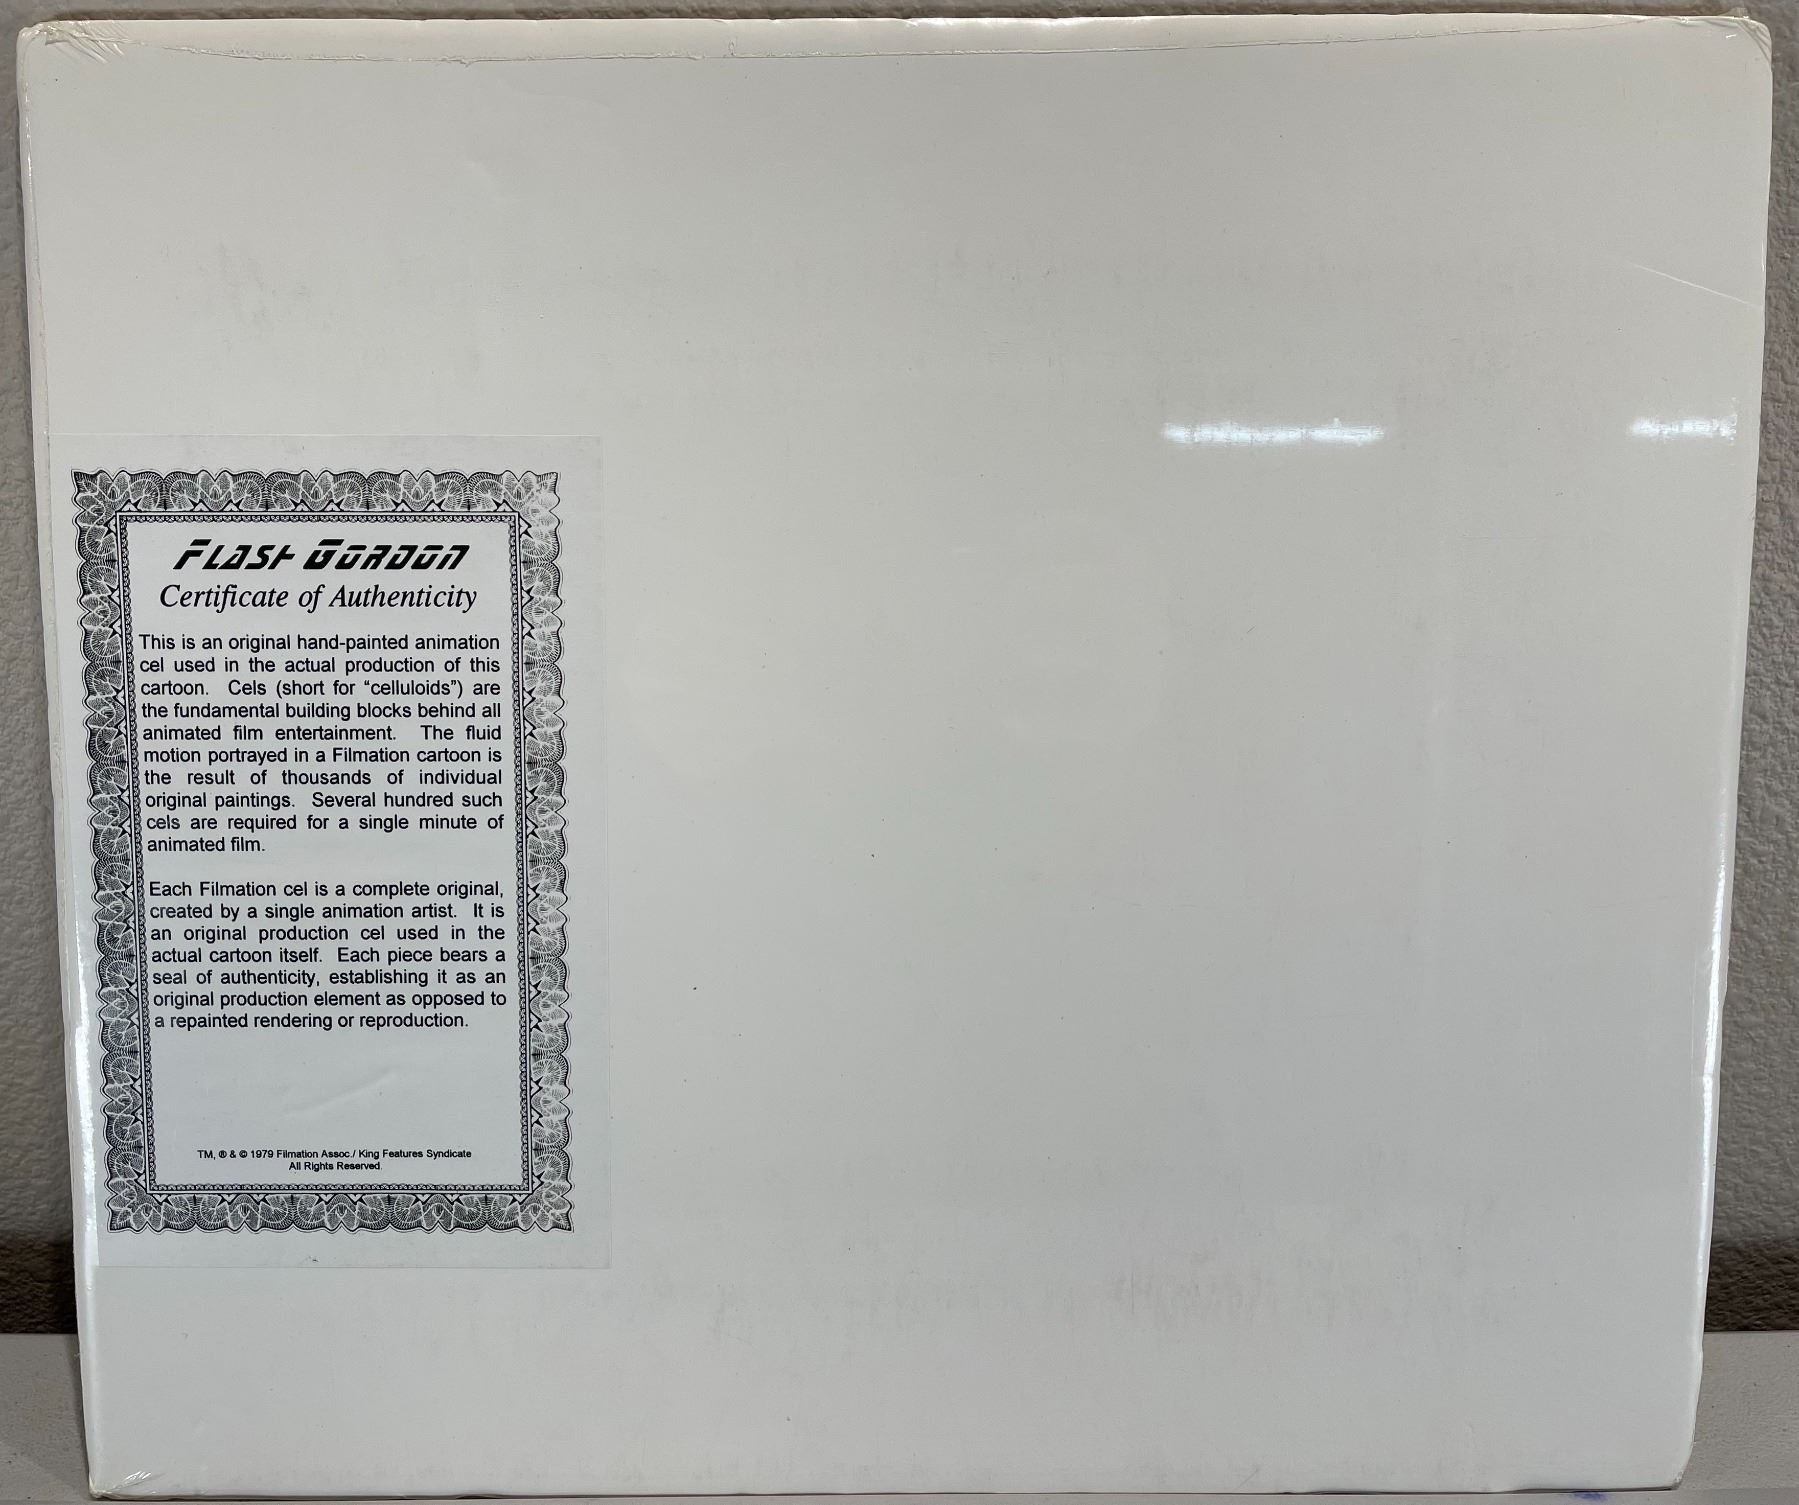 FLASH GORDON
Certificate of Authenticity
This is an original hand-painted animation
cel used in the actual production of this
cartoon. Cels (short for “celluloids”) are
the fundamental building blocks behind all
animated film entertainment. The fluid
motion portrayed in a Filmation cartoon is
the result of thousands of individual
original paintings. Several hundred such
cels are required for a single minute of
animated film.
Each Filmation cel is a complete original,
created by a single animation artist. It is
an original production cel used in the
actual cartoon itself. Each piece bears a
seal of authenticity, establishing it as an
original production element as opposed to
a repainted rendering or reproduction.
TM, ® & © 1979 Filmation Assoc./ King Features Syndicate
All Rights Reserved.